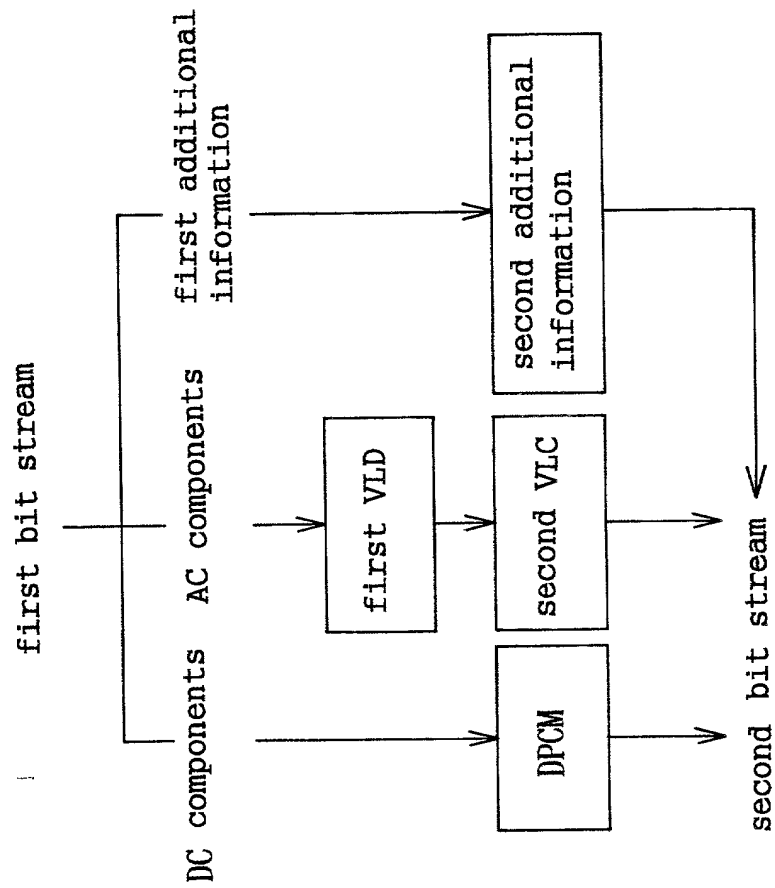 first bit stream
DC components
AC components
first additional
information
first VLD
DPCM
second VLC
second additional
information
second bit stream